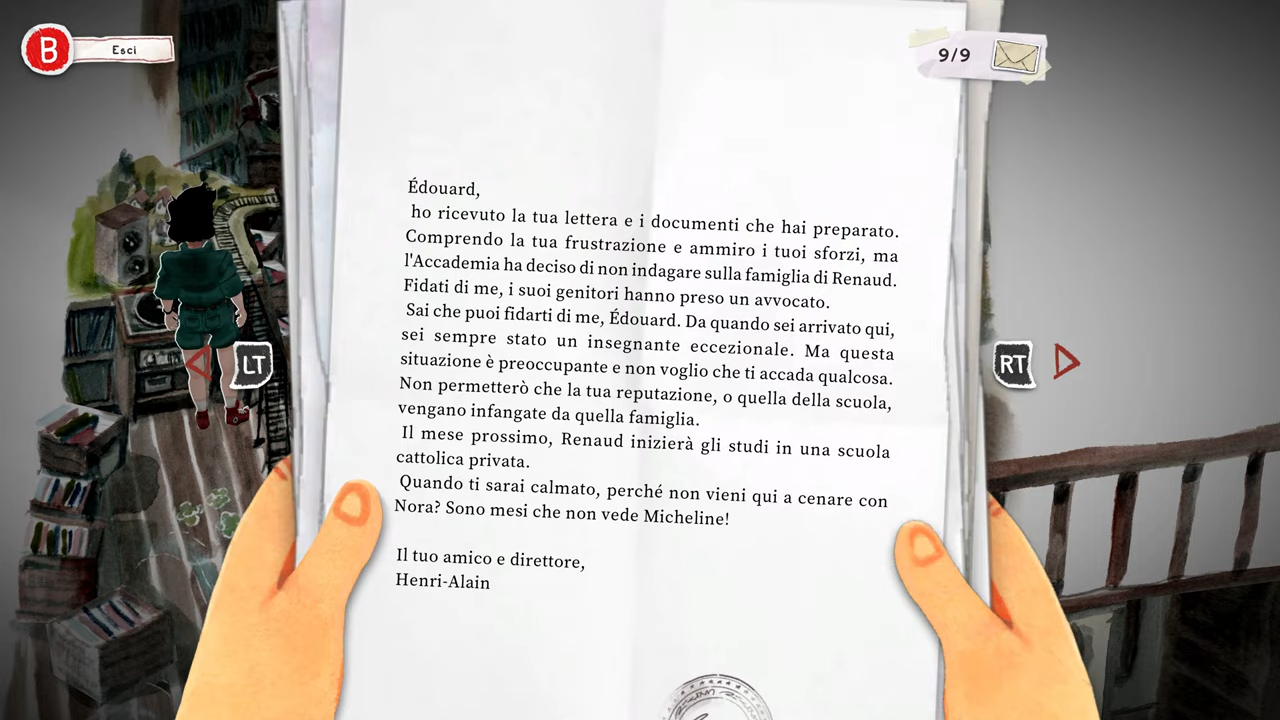 B Esci
9/9
Édouard,
ho ricevuto la tua lettera e i documenti che hai preparato.
Comprendo la tua frustrazione e ammiro i tuoi sforzi, ma
l'Accademia ha deciso di non indagare sulla famiglia di Renaud.
Fidati di me, i suoi genitori hanno preso un avvocato.
Sai che puoi fidarti di me, Édouard. Da quando sei arrivato qui,
sei sempre stato un insegnante eccezionale. Ma questa
situazione è preoccupante e non voglio che ti accada qualcosa.
Non permetterò che la tua reputazione, o quella della scuola,
vengano infangate da quella famiglia.
Il mese prossimo, Renaud inizierà gli studi in una scuola
cattolica privata.
Quando ti sarai calmato, perché non vieni qui a cenare con
Nora? Sono mesi che non vede Micheline!
Il tuo amico e direttore,
Henri-Alain
LT
RT